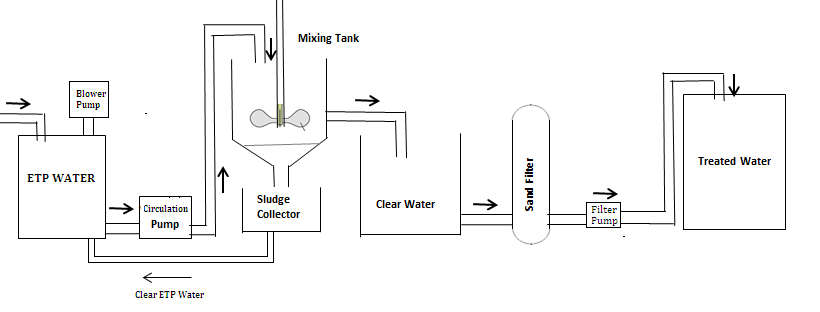 Mixing Tank
Blower
Pump
ETP WATER
Circulation
Pump
Sludge
Collector
Clear Water
Sand Filter
Filter
Pump
Treated Water
Clear ETP Water